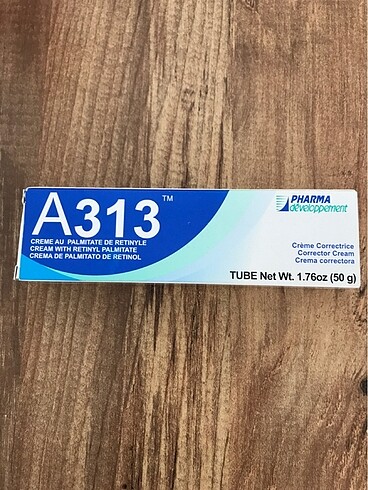 A313™
CREME AU PALMITATE DE RETINYLE
CREAM WITH RETINYL PALMITATE
CREMA DE PALMITATO DE RETINOL
PHARMA
développement
Crème Correctrice
Corrector Cream
Crema correctora
TUBE Net Wt. 1.76oz (50 g)